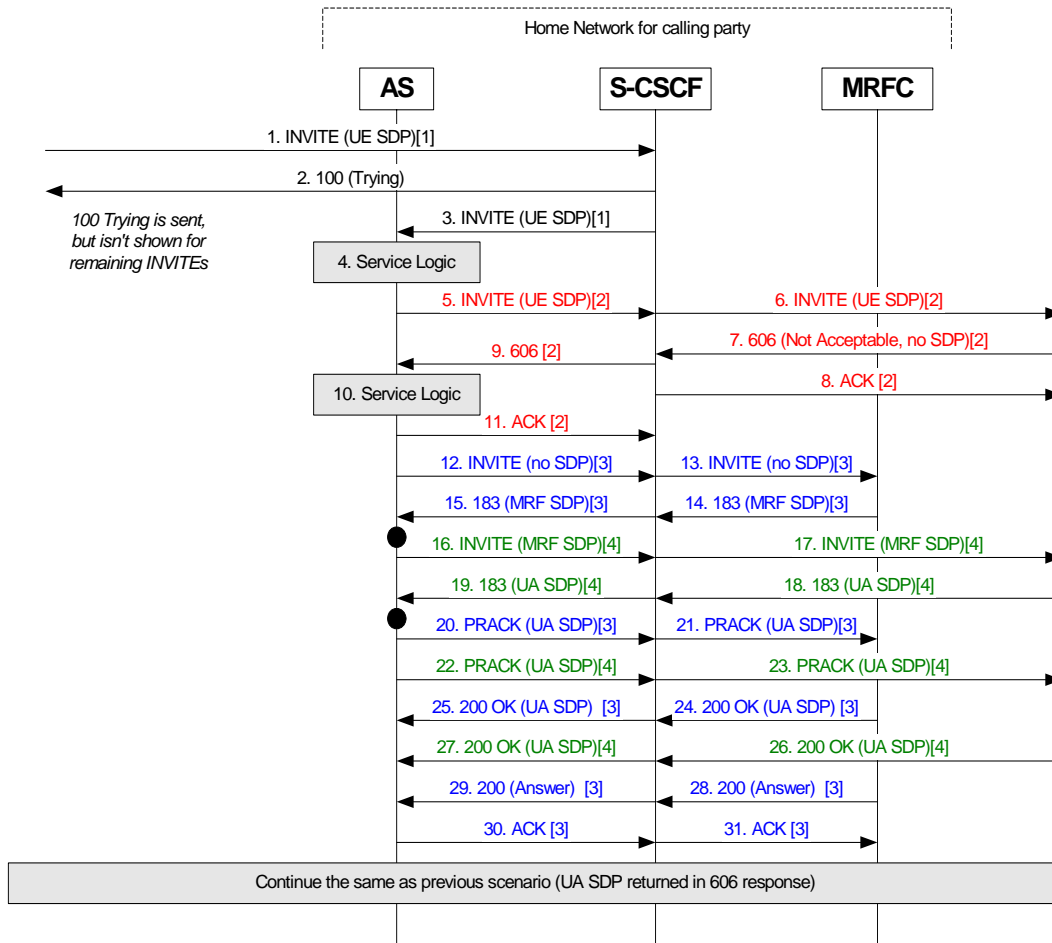 Home Network for calling party
AS
S-CSCF
MRFC
1. INVITE (UE SDP)[1]
2. 100 (Trying)
100 Trying is sent,
but isn't shown for
remaining INVITEs
3. INVITE (UE SDP)[1]
4. Service Logic
5. INVITE (UE SDP)[2]
6. INVITE (UE SDP)[2]
7. 606 (Not Acceptable, no SDP)[2]
9. 606 [2]
8. ACK [2]
10. Service Logic
11. ACK [2]
12. INVITE (no SDP)[3]
13. INVITE (no SDP)[3]
15. 183 (MRF SDP)[3]
14. 183 (MRF SDP)[3]
16. INVITE (MRF SDP)[4]
17. INVITE (MRF SDP)[4]
19. 183 (UA SDP)[4]
18. 183 (UA SDP)[4]
20. PRACK (UA SDP)[3]
21. PRACK (UA SDP)[3]
22. PRACK (UA SDP)[4]
23. PRACK (UA SDP)[4]
25. 200 OK (UA SDP) [3]
24. 200 OK (UA SDP) [3]
27. 200 OK (UA SDP)[4]
26. 200 OK (UA SDP)[4]
29. 200 (Answer) [3]
28. 200 (Answer) [3]
30. ACK [3]
31. ACK [3]
Continue the same as previous scenario (UA SDP returned in 606 response)